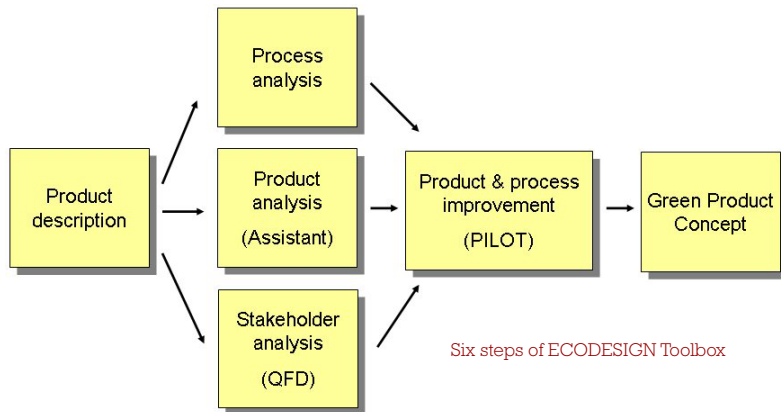 Process
analysis
Product
description
Product
analysis
(Assistant)
Product & process
improvement
(PILOT)
Green Product
Concept
Stakeholder
analysis
(QFD)
Six steps of ECODESIGN Toolbox